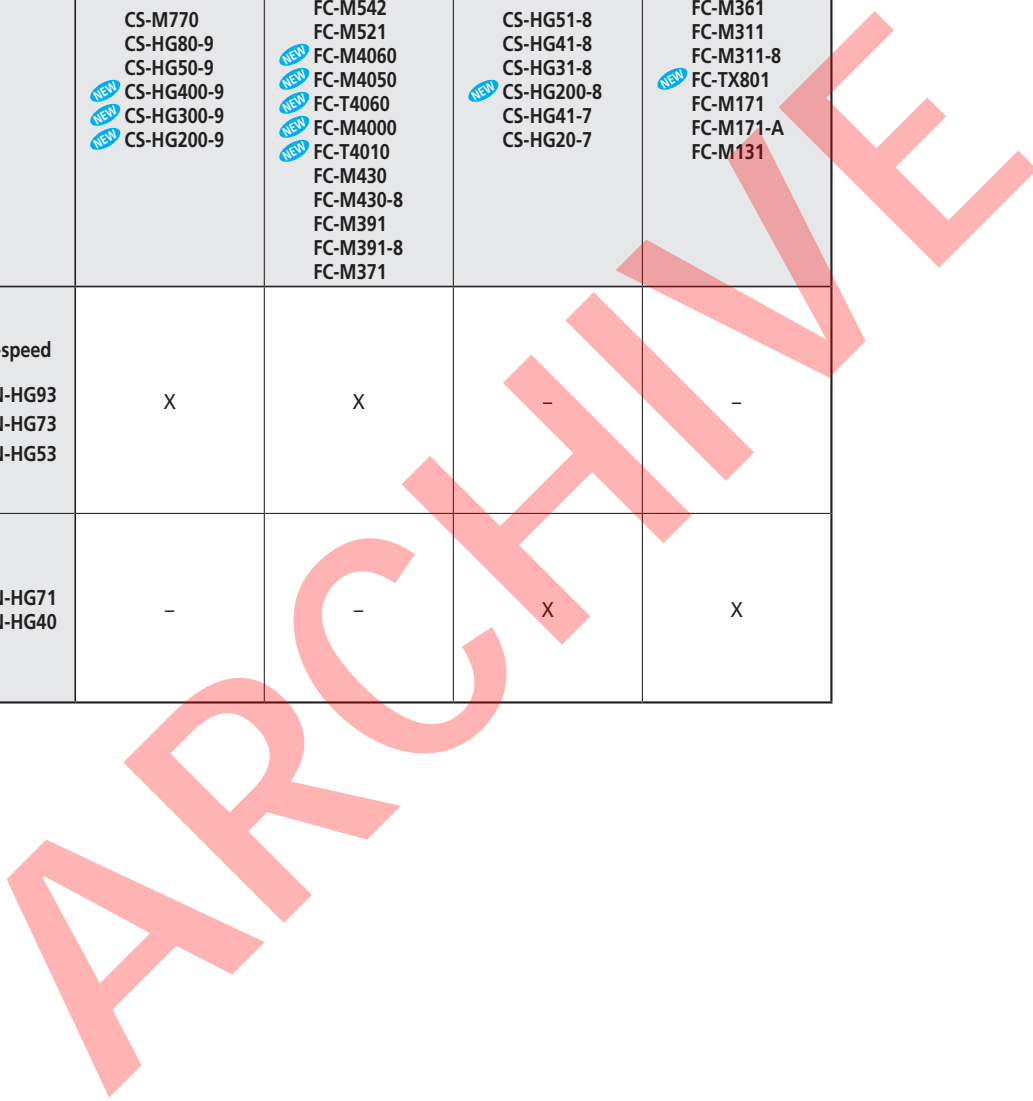 CS-M770
CS-HG80-9
CS-HG50-9
NEW CS-HG400-9
NEW CS-HG300-9
NEW CS-HG200-9
FC-M542
FC-M521
NEW FC-M4060
NEW FC-M4050
NEW FC-T4060
NEW FC-M4000
NEW FC-T4010
FC-M430
FC-M430-8
FC-M391
FC-M391-8
FC-M371
CS-HG51-8
CS-HG41-8
CS-HG31-8
NEW CS-HG200-8
CS-HG41-7
CS-HG20-7
FC-M361
FC-M311
FC-M311-8
NEW FC-TX801
FC-M171
FC-M171-A
FC-M131
-speed
N-HG93
N-HG73
N-HG53
X X – –
N-HG71
N-HG40
– – X X
ARCHIVE